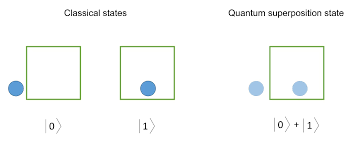 Classical states
Quantum superposition state
|0⟩
|1⟩
|0⟩ + |1⟩